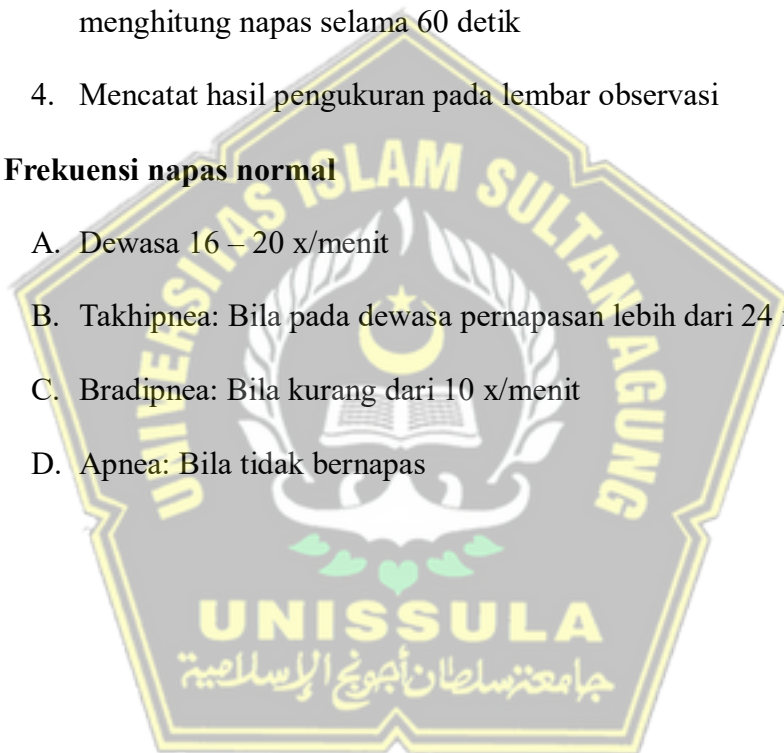 menghitung napas selama 60 detik
4. Mencatat hasil pengukuran pada lembar observasi
Frekuensi napas normal
A. Dewasa 16 – 20 x/menit
B. Takhipnea: Bila pada dewasa pernapasan lebih dari 24
C. Bradipnea: Bila kurang dari 10 x/menit
D. Apnea: Bila tidak bernapas
UNIVERSITAS ISLAM SULTAN AGUNG
UNISSULA
جامعة سلطان أجونج الإسلامية